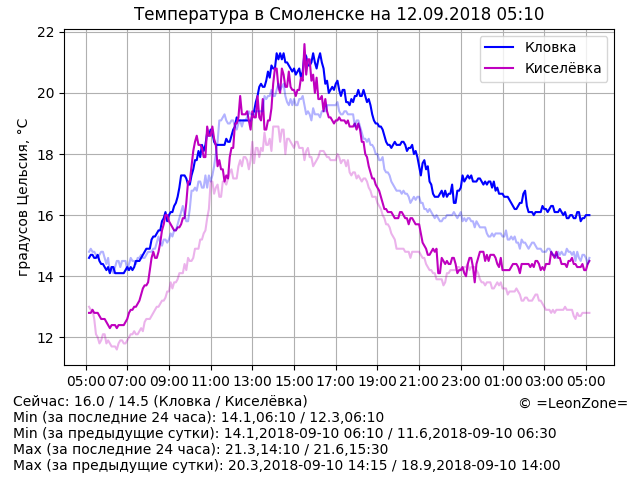 Температура в Смоленске на 12.09.2018 05:10
Кловка
Киселёвка
градусов Цельсия, °C
22
20
18
16
14
12
05:00 07:00 09:00 11:00 13:00 15:00 17:00 19:00 21:00 23:00 01:00 03:00 05:00
Сейчас: 16.0 / 14.5 (Кловка / Киселёвка)
© =LeonZone=
Min (за последние 24 часа): 14.1,06:10 / 12.3,06:10
Min (за предыдущие сутки): 14.1,2018-09-10 06:10 / 11.6,2018-09-10 06:30
Max (за последние 24 часа): 21.3,14:10 / 21.6,15:30
Max (за предыдущие сутки): 20.3,2018-09-10 14:15 / 18.9,2018-09-10 14:00